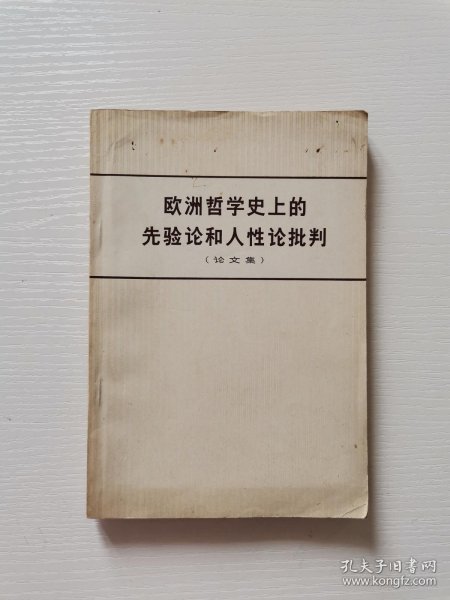 欧洲哲学史上的
先验论和人性论批判
（论文集）
孔夫子旧书网
www.kongfz.com